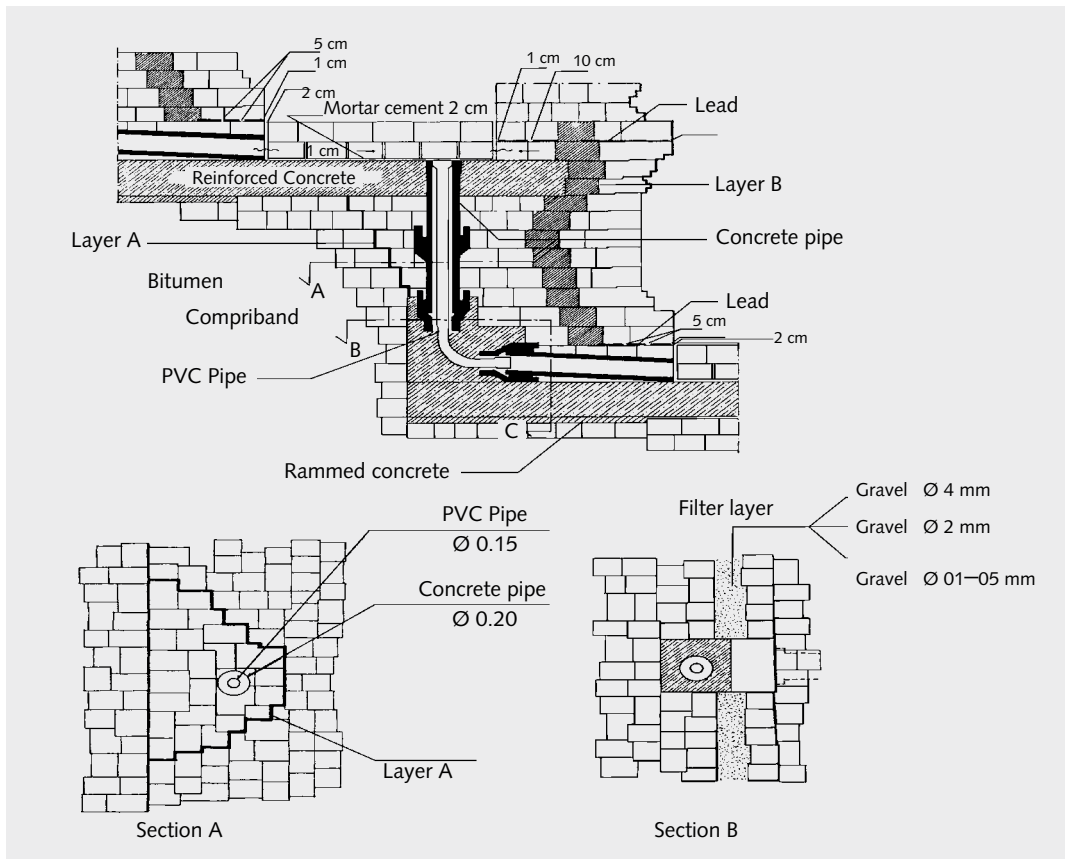 5 cm
1 cm
2 cm
Mortar cement 2 cm
1 cm
10 cm
Lead
1 cm
Reinforced Concrete
Layer B
Layer A
Concrete pipe
Bitumen
A
Compriband
Lead
5 cm
2 cm
B
PVC Pipe
C
Rammed concrete
PVC Pipe
Ø 0.15
Concrete pipe
Ø 0.20
Layer A
Section A
Filter layer
Gravel Ø 4 mm
Gravel Ø 2 mm
Gravel Ø 01—05 mm
Section B